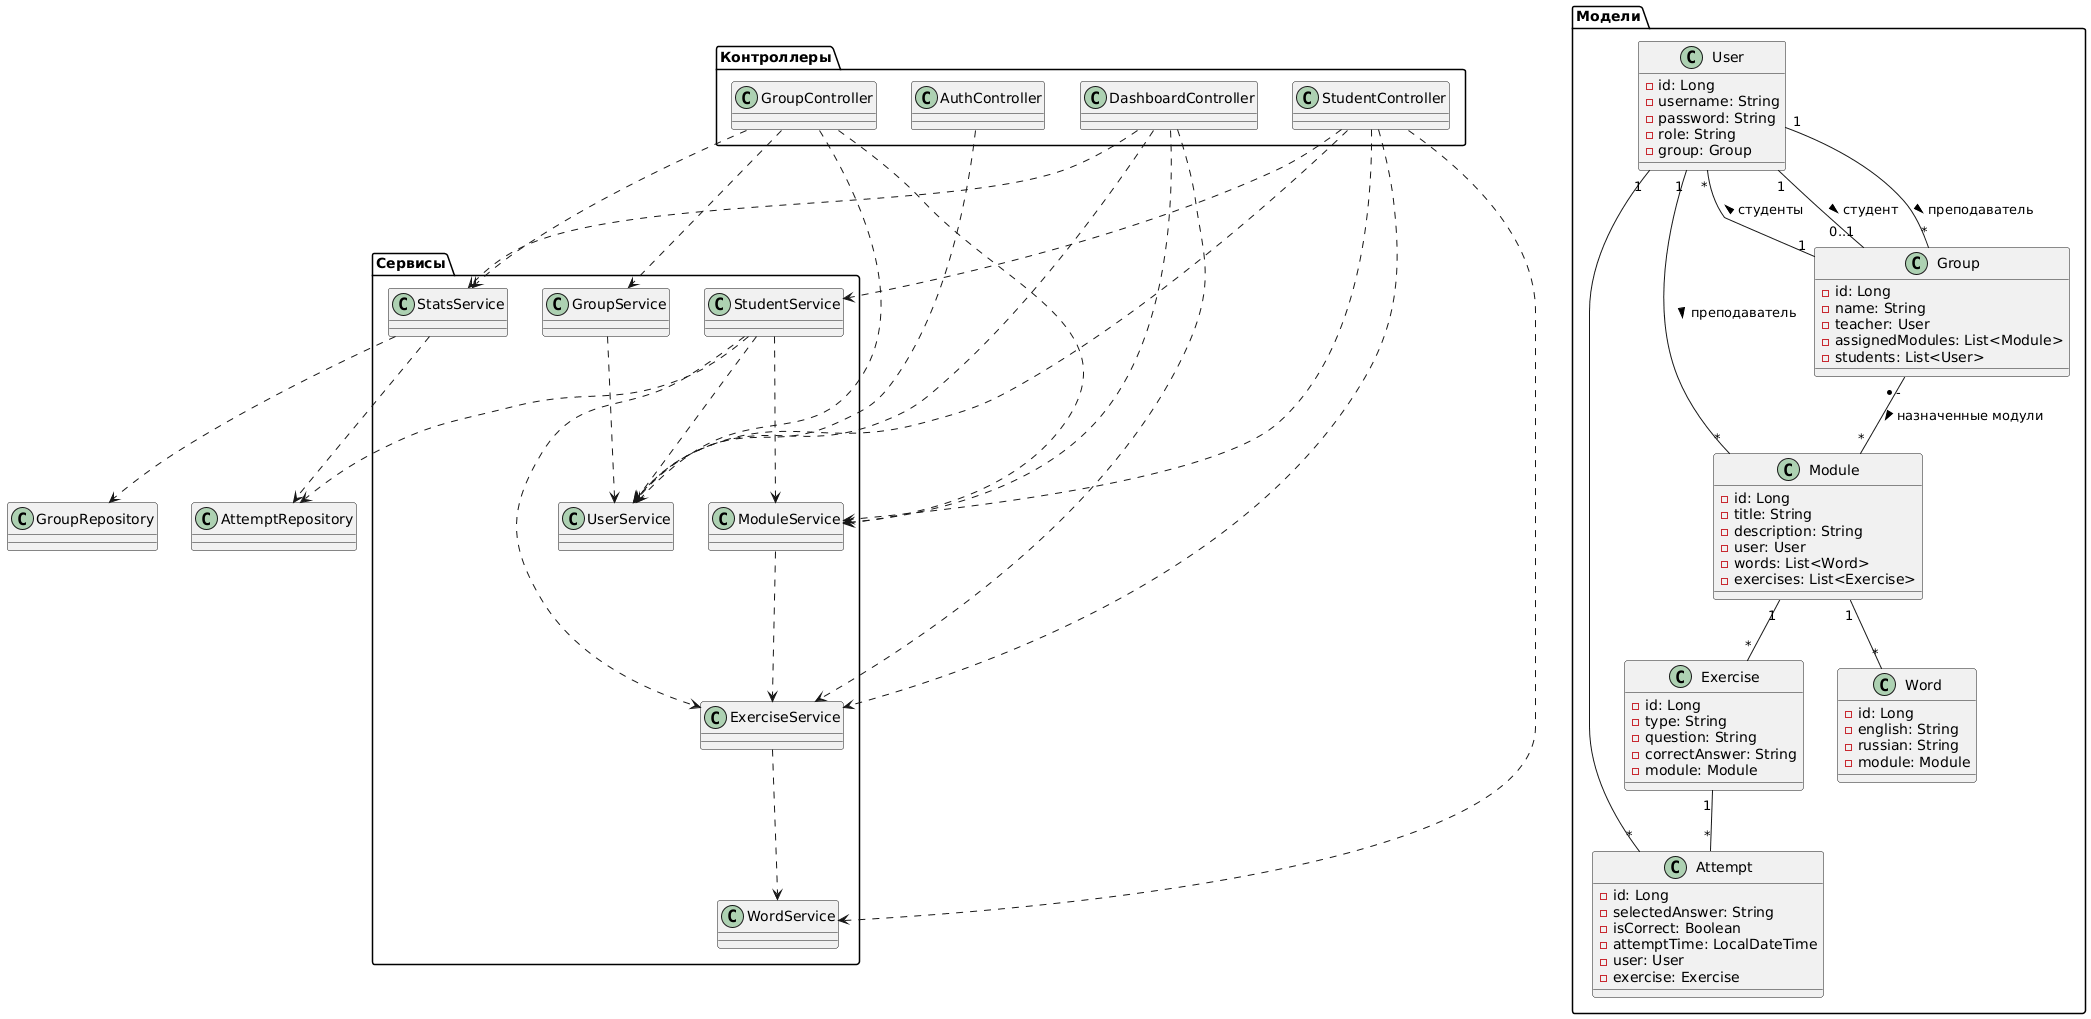 Контроллеры
GroupController
AuthController
DashboardController
StudentController
Сервисы
StatsService
GroupService
StudentService
GroupRepository
AttemptRepository
UserService
ModuleService
ExerciseService
WordService
Модели
User
id: Long
username: String
password: String
role: String
group: Group
1
1
1
*
1
студенты
студент
преподаватель
1
0..1
*
преподаватель
Group
id: Long
name: String
teacher: User
assignedModules: List<Module>
students: List<User>
•-
назначенные модули
*
*
Module
id: Long
title: String
description: String
user: User
words: List<Word>
exercises: List<Exercise>
1
1
*
*
Exercise
id: Long
type: String
question: String
correctAnswer: String
module: Module
Word
id: Long
english: String
russian: String
module: Module
1
*
*
Attempt
id: Long
selectedAnswer: String
isCorrect: Boolean
attemptTime: LocalDateTime
user: User
exercise: Exercise